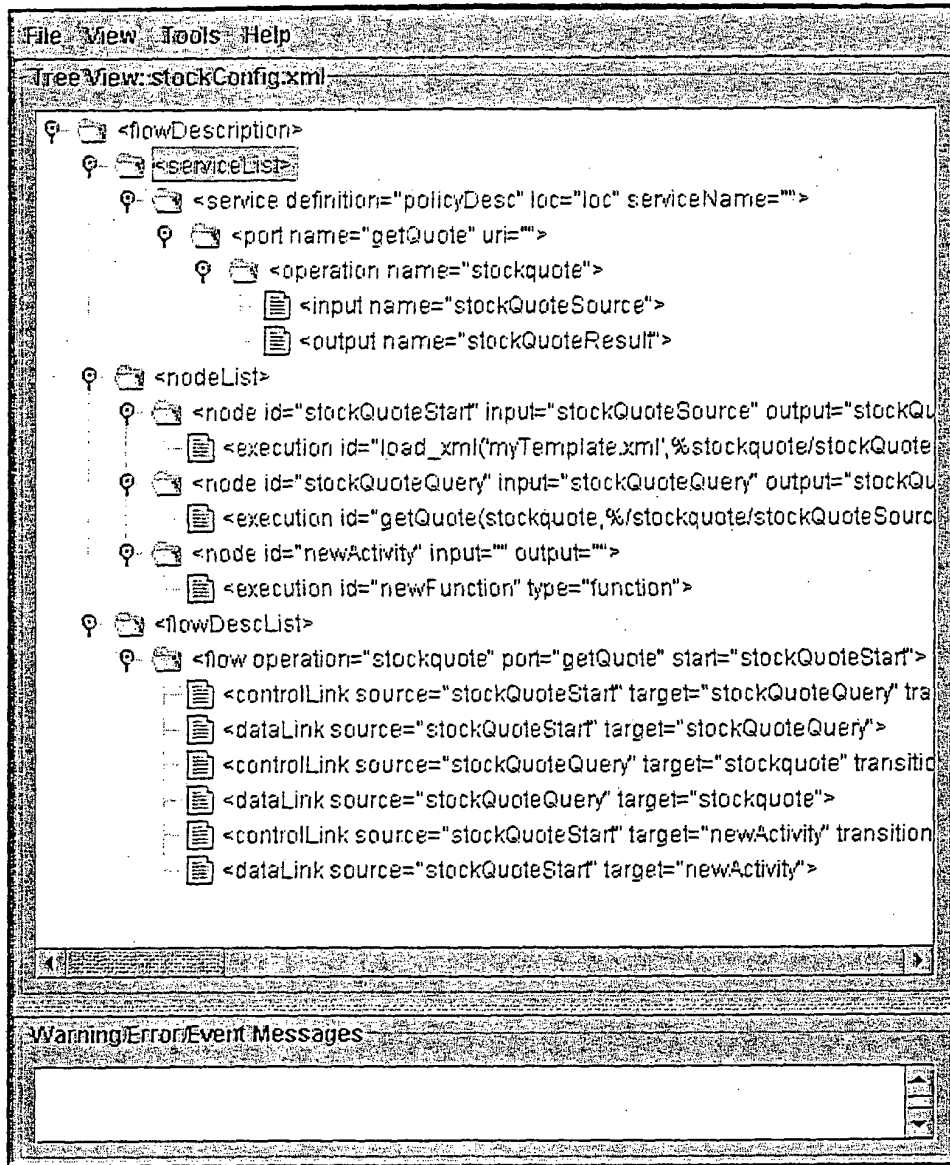 File View Tools Help
Tree View: stockConfig.xml
<flowDescription>
<serviceList>
<service definition="policyDesc" loc="loc" serviceName="">
<port name="getQuote" uri="">
<operation name="stockquote">
<input name="stockQuoteSource">
<output name="stockQuoteResult">
<nodeList>
<node id="stockQuoteStart" input="stockQuoteSource" output="stockQu
<execution id="load_xml('myTemplate.xml',%stockquote/stockQuote
<node id="stockQuoteQuery" input="stockQuoteQuery" output="stockQu
<execution id="getQuote(stockquote,%/stockquote/stockQuoteSourc
<node id="newActivity" input="" output="">
<execution id="newFunction" type="function">
<flowDescList>
<flow operation="stockquote" port="getQuote" start="stockQuoteStart">
<controlLink source="stockQuoteStart" target="stockQuoteQuery" tra
<dataLink source="stockQuoteStart" target="stockQuoteQuery">
<controlLink source="stockQuoteQuery" target="stockquote" transitio
<dataLink source="stockQuoteQuery" target="stockquote">
<controlLink source="stockQuoteStart" target="newActivity" transition
<dataLink source="stockQuoteStart" target="newActivity">
Warning/Error/Event Messages